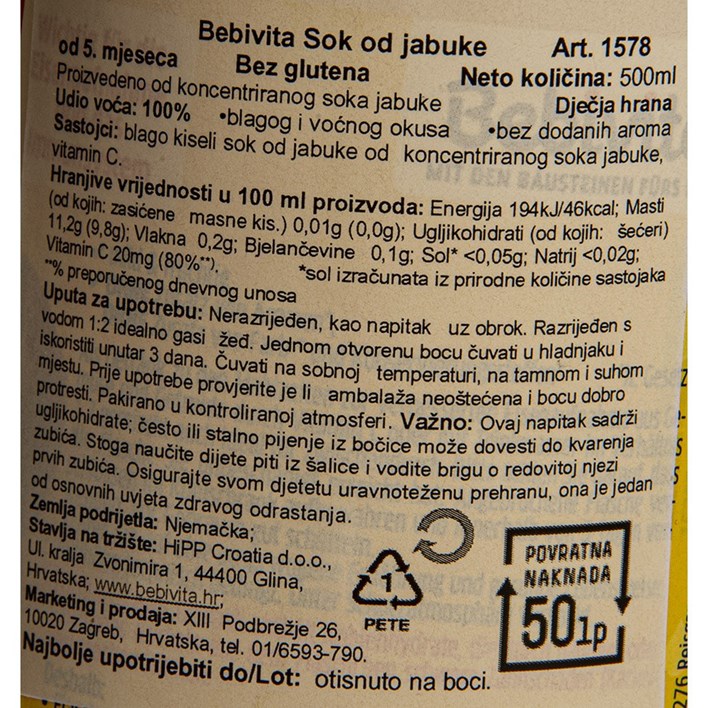 Bebivita Sok od jabuke Art. 1578
od 5. mjeseca Bez glutena Neto količina: 500ml
Proizvedeno od koncentriranog soka jabuke Dječja hrana
Udio voća: 100% •blagog i voćnog okusa •bez dodanih aroma
Sastojci: blago kiseli sok od jabuke od koncentriranog soka jabuke,
vitamin C.
Hranjive vrijednosti u 100 ml proizvoda: Energija 194kJ/46kcal; Masti
(od kojih: zasićene masne kis.) 0,01g (0,0g); Ugljikohidrati (od kojih: šećeri)
11,2g (9,8g); Vlakna 0,2g; Bjelančevine 0,1g; Sol* <0,05g; Natrij <0,02g;
Vitamin C 20mg (80%**). *sol izračunata iz prirodne količine sastojaka
**% preporučenog dnevnog unosa
Uputa za upotrebu: Nerazrijeđen, kao napitak uz obrok. Razrijeđen s
vodom 1:2 idealno gasi žeđ. Jednom otvorenu bocu čuvati u hladnjaku i
iskoristiti unutar 3 dana. Čuvati na sobnoj temperaturi, na tamnom i suhom
mjestu. Prije upotrebe provjerite je li ambalaža neoštećena i bocu dobro
protresti. Pakirano u kontroliranoj atmosferi. Važno: Ovaj napitak sadrži
ugljikohidrate; često ili stalno pijenje iz bočice može dovesti do kvarenja
zubića. Stoga naučite dijete piti iz šalice i vodite brigu o redovitoj njezi
prvih zubića. Osigurajte svom djetetu uravnoteženu prehranu, ona je jedan
od osnovnih uvjeta zdravog odrastanja.
Zemlja podrijetla: Njemačka;
Stavlja na tržište: HiPP Croatia d.o.o.,
Ul. kralja Zvonimira 1, 44400 Glina,
Hrvatska; www.bebivita.hr;
Marketing i prodaja: XIII Podbrežje 26,
10020 Zagreb, Hrvatska, tel. 01/6593-790.
Najbolje upotrijebiti do/Lot: otisnuto na boci.
1
PETE
POVRATNA
NAKNADA
50lp
MIT DEN BAUSTEINEN FÜRS